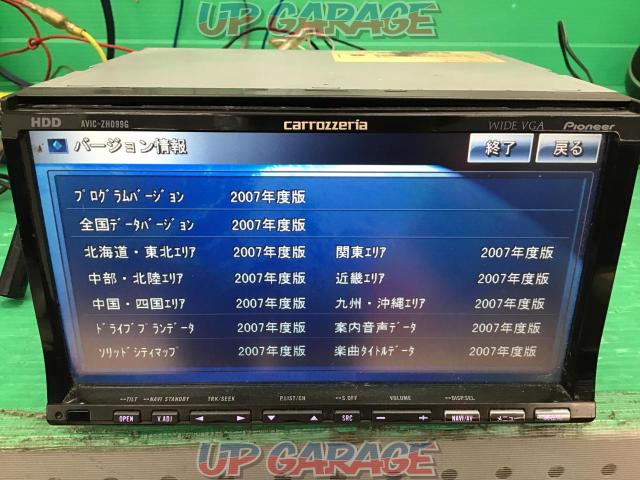 UP GARAGE
HDD AVIC-ZH099G carrozzeria WIDE VGA Pioneer
バージョン情報 終了 戻る
プログラムバージョン 2007年度版
全国データバージョン 2007年度版
北海道・東北エリア 2007年度版 関東エリア 2007年度版
中部・北陸エリア 2007年度版 近畿エリア 2007年度版
中国・四国エリア 2007年度版 九州・沖縄エリア 2007年度版
ドライブプランデータ 2007年度版 案内音声データ 2007年度版
ソリッドシティマップ 2007年度版 楽曲タイトルデータ 2007年度版
TILT NAVI STANDBY TRK/SEEK P.LIST/CH S.OFF VOLUME DISP.SEL
OPEN V.ADJ ◄ ► ▼ ▲ SRC − + NAVI/AV メニュー
UP GARAGE